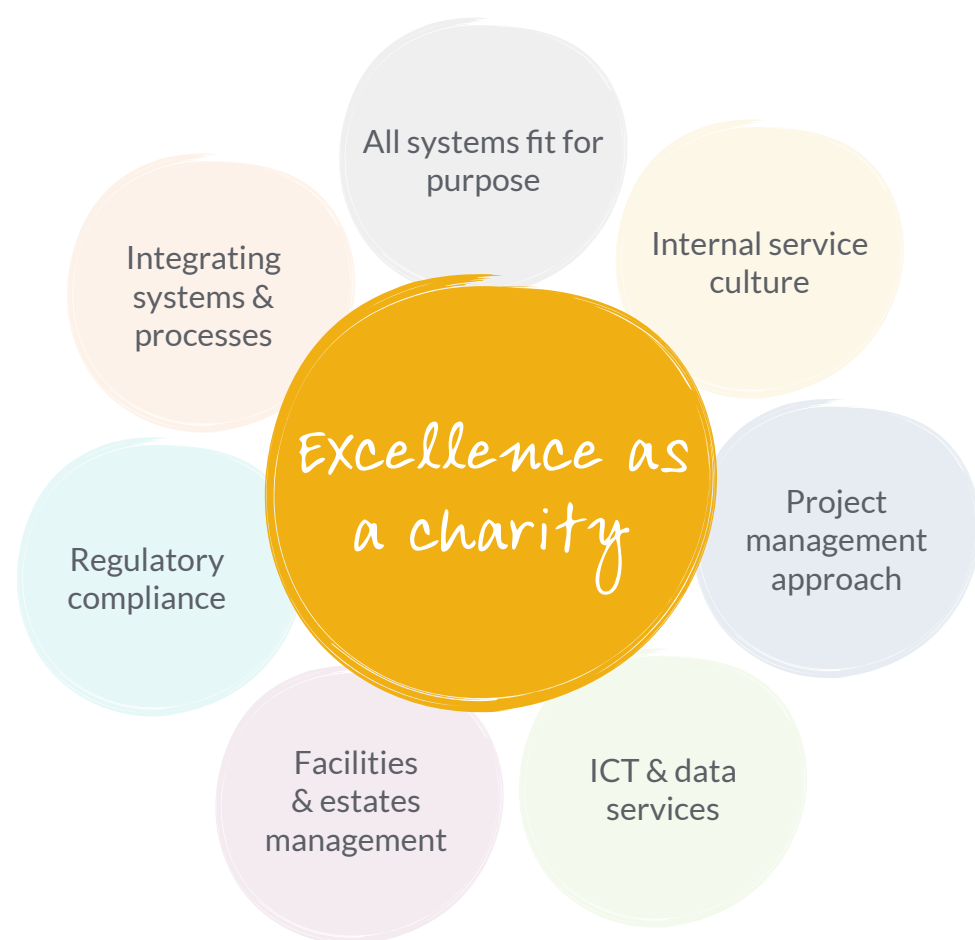 All systems fit for
purpose
Internal service
culture
Project
management
approach
ICT & data
services
Facilities
& estates
management
Regulatory
compliance
Integrating
systems &
processes
Excellence as
a charity